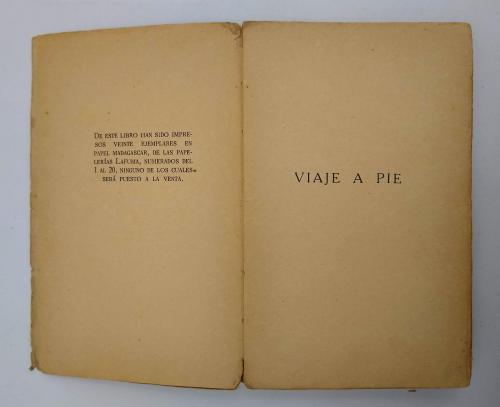 De este libro han sido impre-
sos veinte ejemplares en
papel madagascar, de las pape-
lerías Lafuma, numerados del
1 al 20, ninguno de los cuales
será puesto a la venta.
VIAJE A PIE